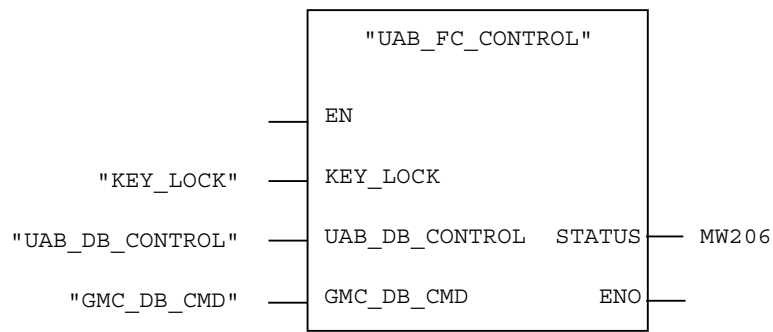 "UAB_FC_CONTROL"
EN
"KEY_LOCK" KEY_LOCK
"UAB_DB_CONTROL" UAB_DB_CONTROL STATUS MW206
"GMC_DB_CMD" GMC_DB_CMD ENO